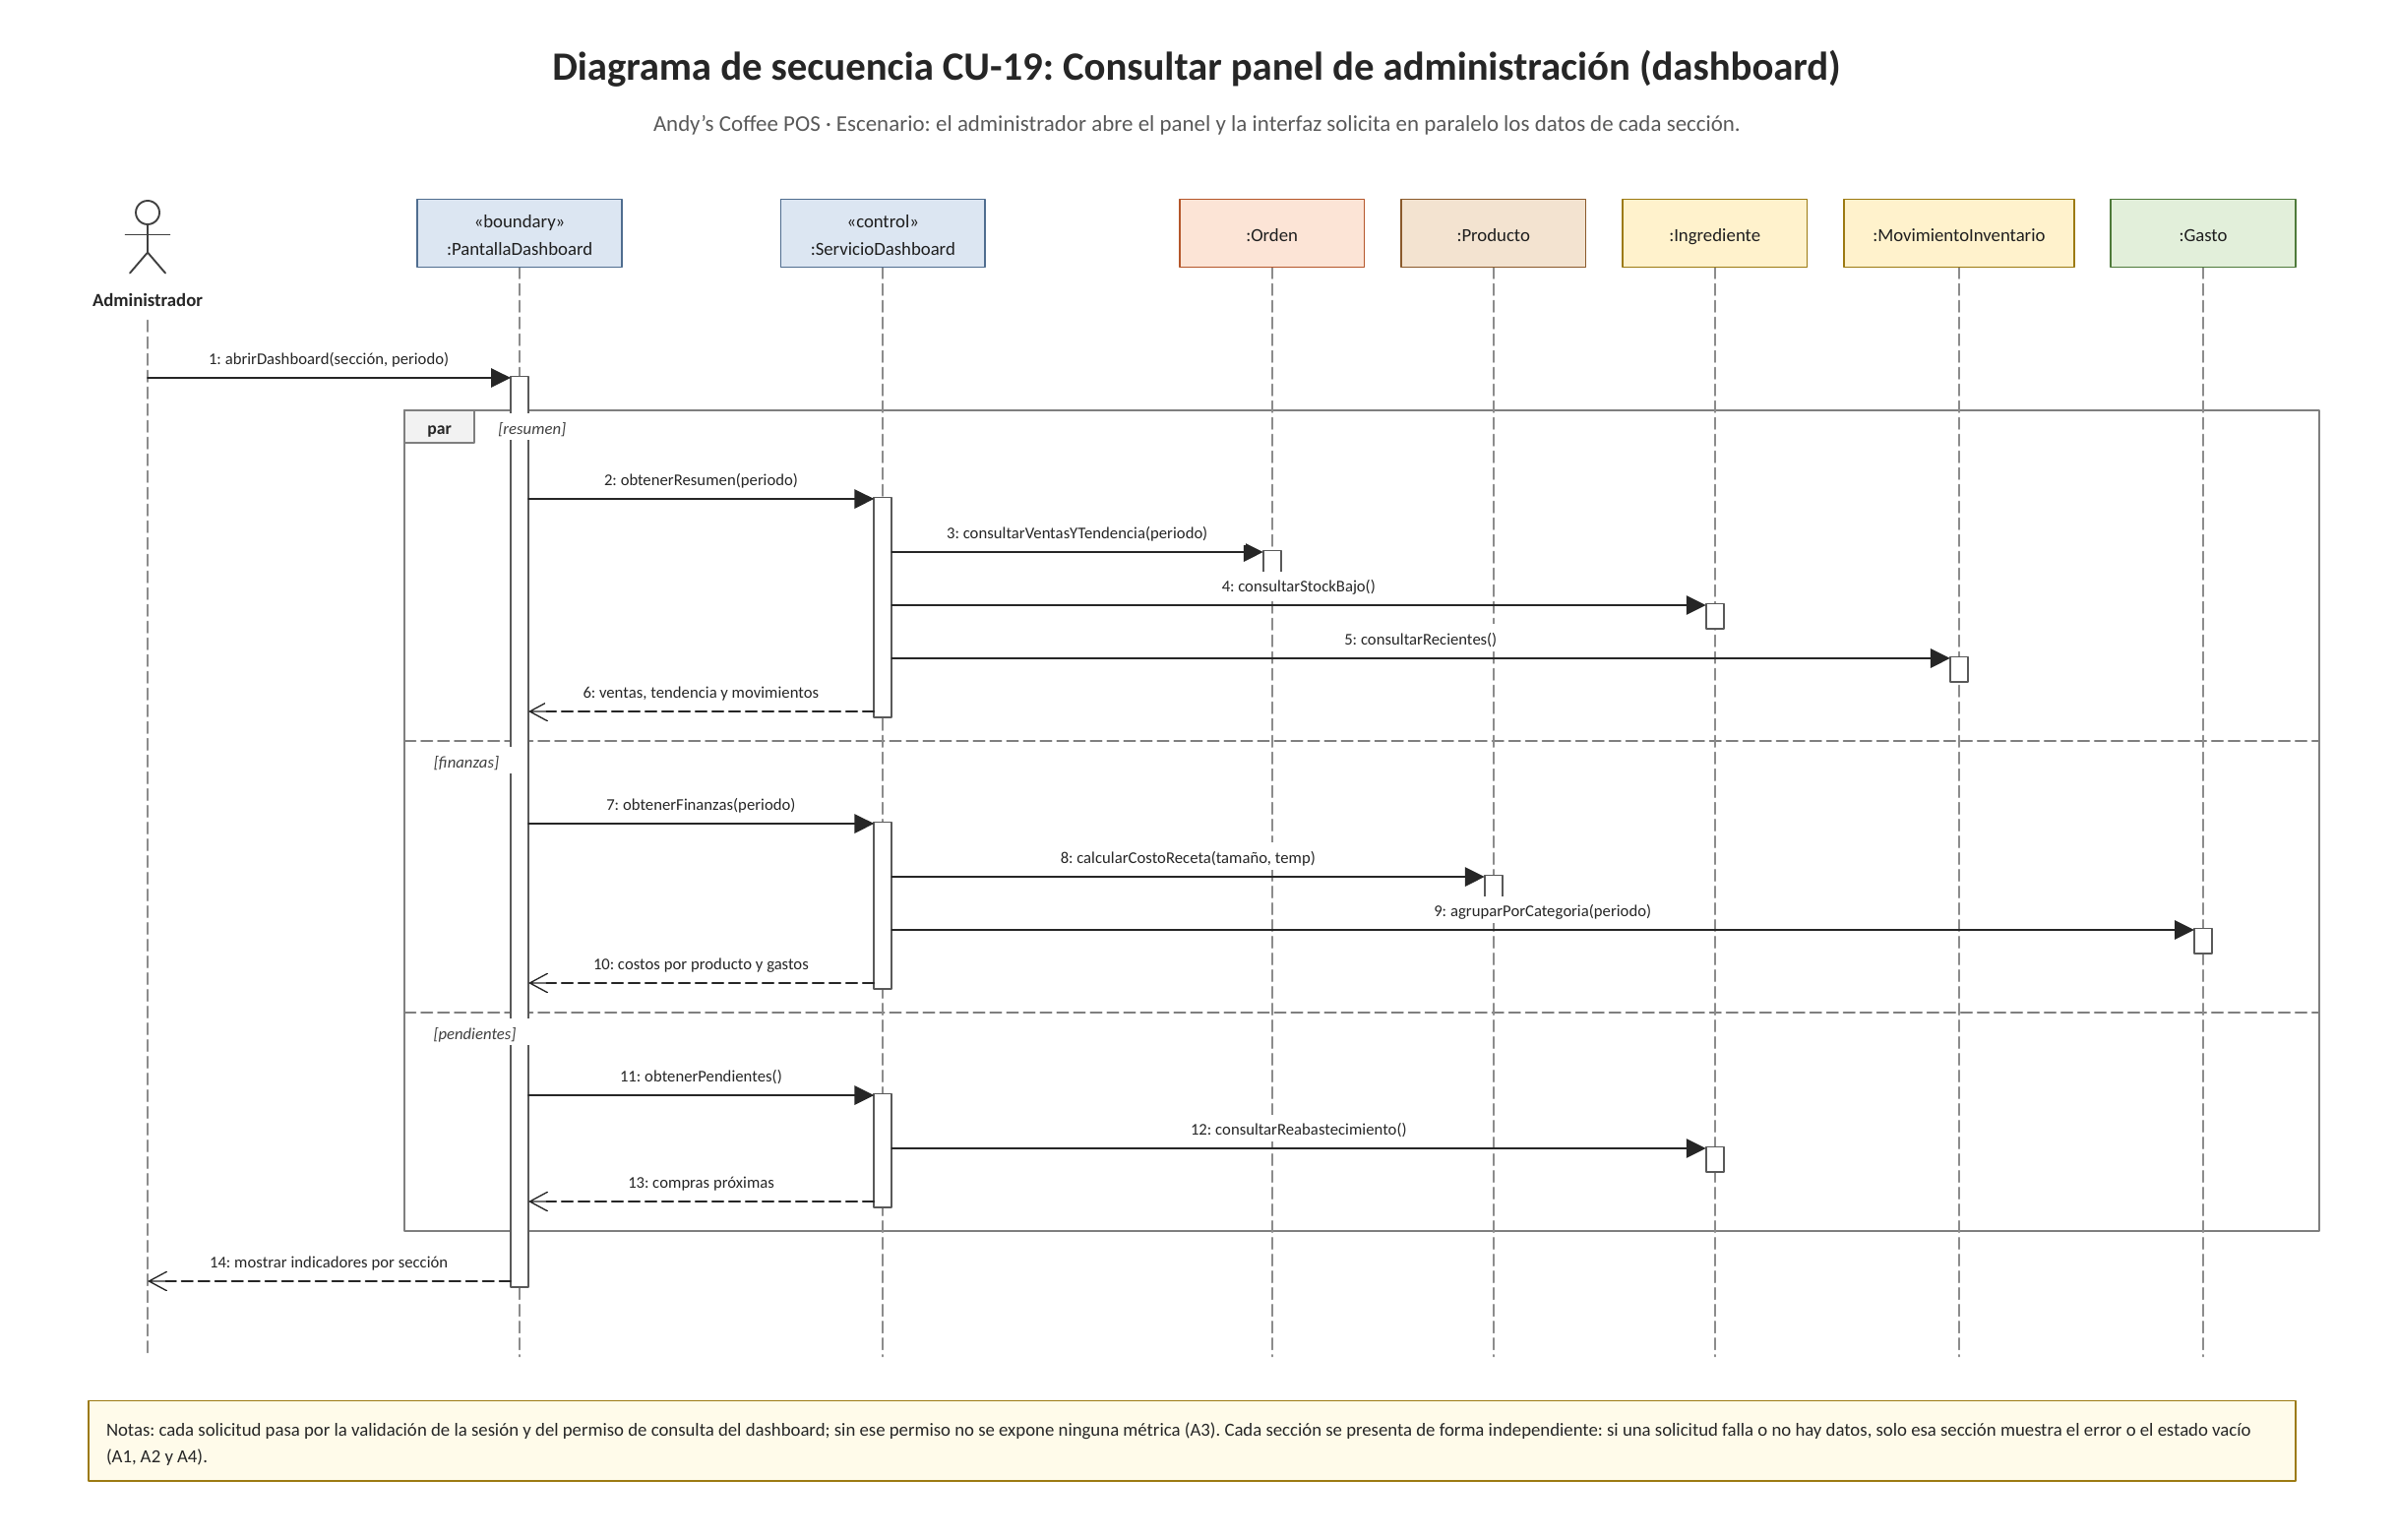 Diagrama de secuencia CU-19: Consultar panel de administración (dashboard)
Andy’s Coffee POS · Escenario: el administrador abre el panel y la interfaz solicita en paralelo los datos de cada sección.
Administrador
«boundary»
:PantallaDashboard
«control»
:ServicioDashboard
:Orden
:Producto
:Ingrediente
:MovimientoInventario
:Gasto
1: abrirDashboard(sección, periodo)
par
[resumen]
2: obtenerResumen(periodo)
3: consultarVentasYTendencia(periodo)
4: consultarStockBajo()
5: consultarRecientes()
6: ventas, tendencia y movimientos
[finanzas]
7: obtenerFinanzas(periodo)
8: calcularCostoReceta(tamaño, temp)
9: agruparPorCategoria(periodo)
10: costos por producto y gastos
[pendientes]
11: obtenerPendientes()
12: consultarReabastecimiento()
13: compras próximas
14: mostrar indicadores por sección
Notas: cada solicitud pasa por la validación de la sesión y del permiso de consulta del dashboard; sin ese permiso no se expone ninguna métrica (A3). Cada sección se presenta de forma independiente: si una solicitud falla o no hay datos, solo esa sección muestra el error o el estado vacío
(A1, A2 y A4).